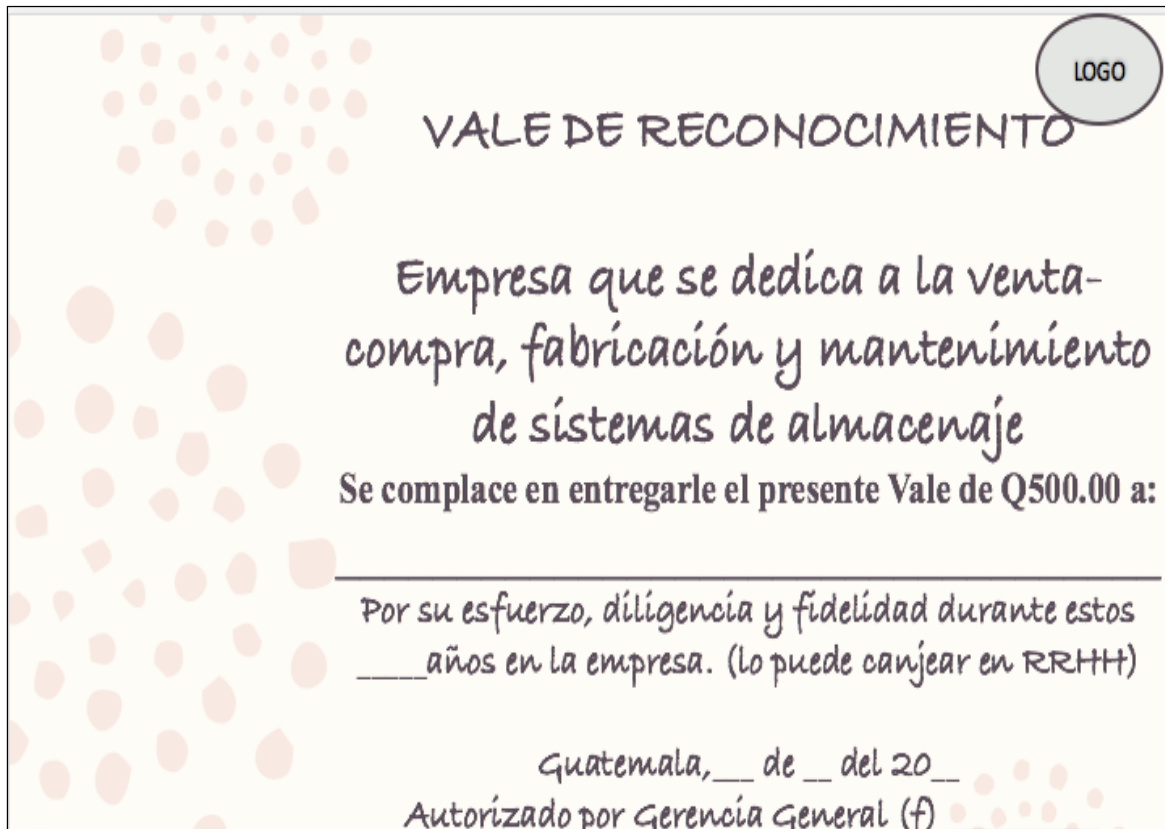 LOGO
VALE DE RECONOCIMIENTO
Empresa que se dedica a la venta-
compra, fabricación y mantenimiento
de sistemas de almacenaje
Se complace en entregarle el presente Vale de Q500.00 a:
Por su esfuerzo, diligencia y fidelidad durante estos
_____años en la empresa. (lo puede canjear en RRHH)
Guatemala,___ de __ del 20__
Autorizado por Gerencia General (f)